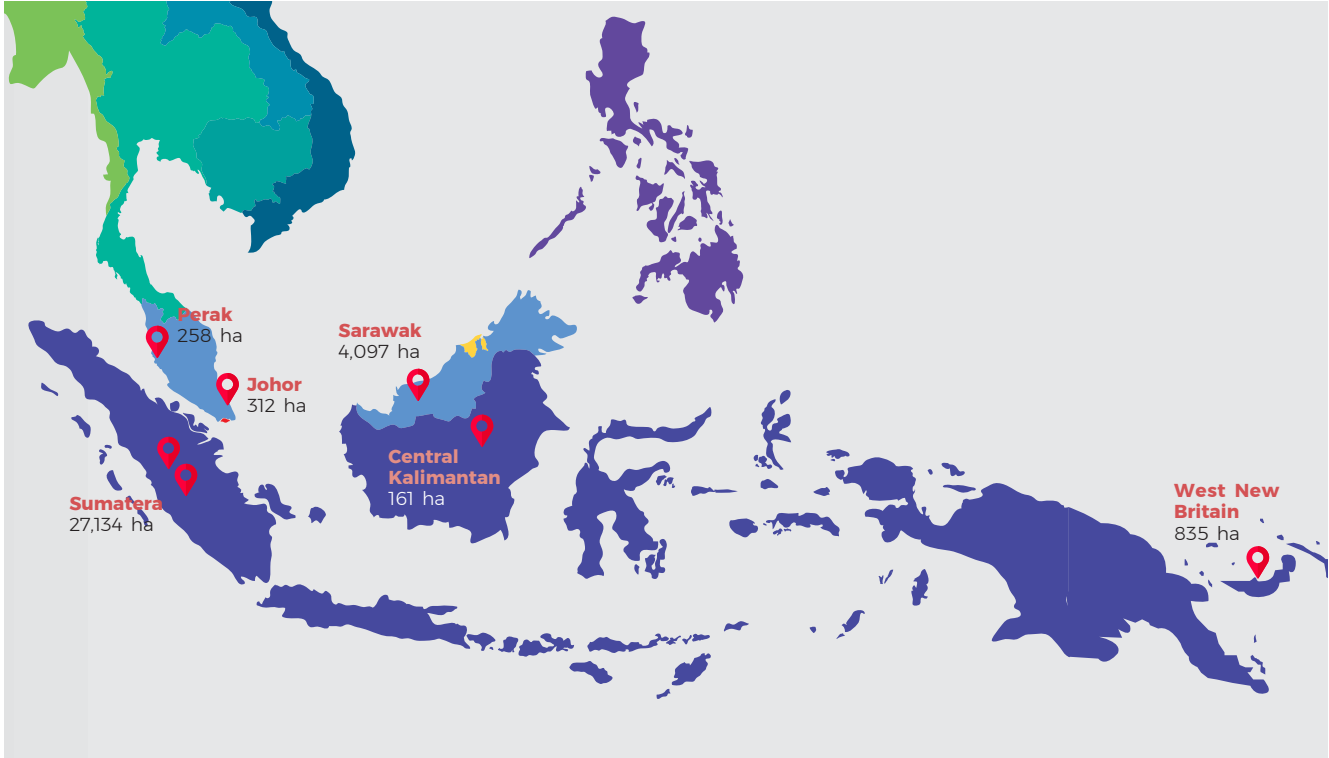 Perak
258 ha
Sarawak
4,097 ha
Johor
312 ha
Central
Kalimantan
161 ha
Sumatera
27,134 ha
West New
Britain
835 ha